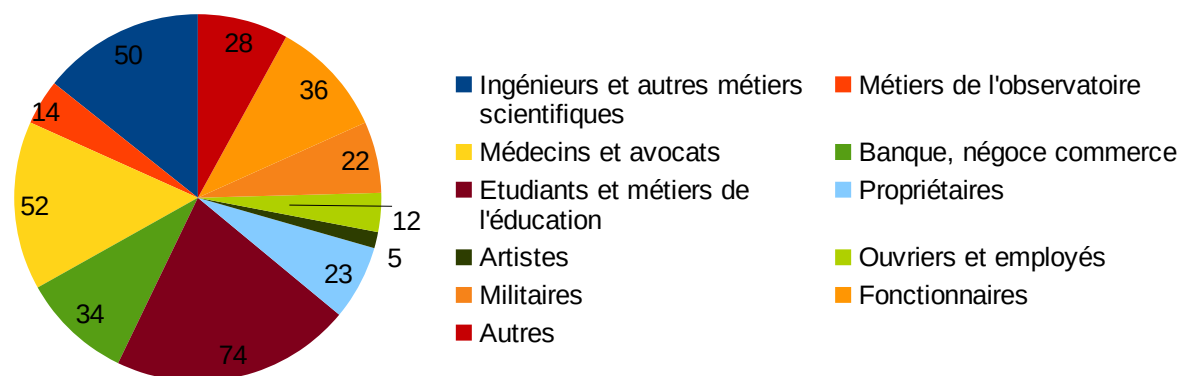 50
28
36
14
22
52
12
5
23
34
74
Ingénieurs et autres métiers
scientifiques
Métiers de l'observatoire
Médecins et avocats
Banque, négoce commerce
Etudiants et métiers de
l'éducation
Propriétaires
Artistes
Ouvriers et employés
Militaires
Fonctionnaires
Autres